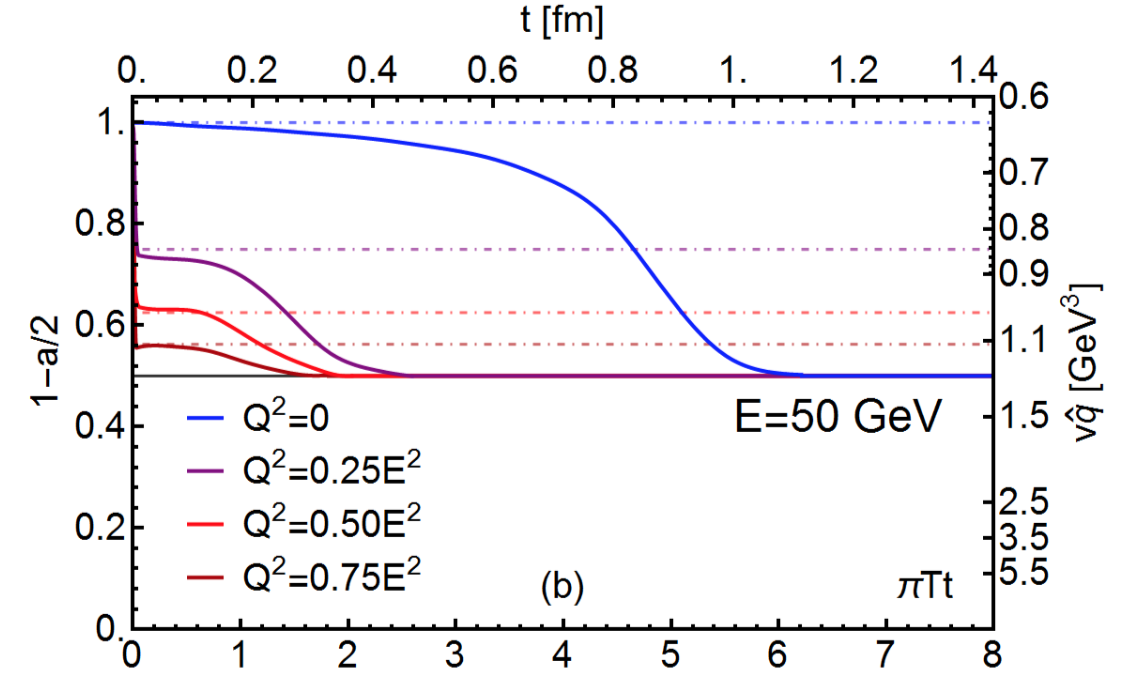 t [fm]
0. 0.2 0.4 0.6 0.8 1. 1.2 1.4
1. 0.8 0.6 0.4 0.2 0.
1−a/2
0.6 0.7 0.8 0.9 1.1 1.5 2.5 3.5 5.5
vq̂ [GeV³]
E=50 GeV
Q²=0
Q²=0.25E²
Q²=0.50E²
Q²=0.75E²
(b)
πTt
0 1 2 3 4 5 6 7 8